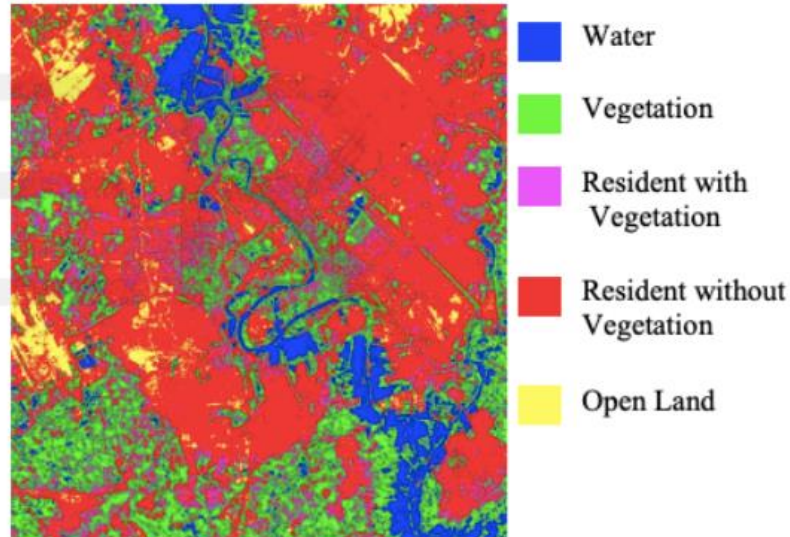 Water
Vegetation
Resident with
Vegetation
Resident without
Vegetation
Open Land